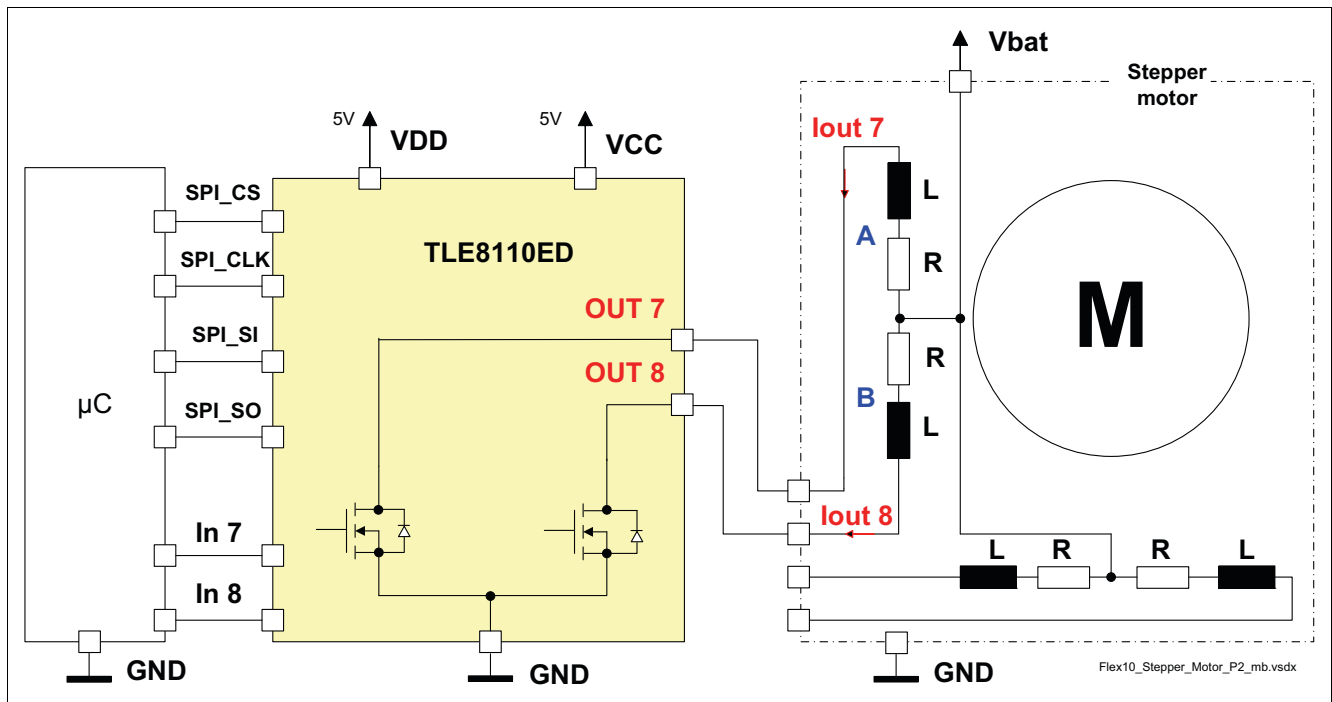 Vbat
Stepper
motor
5V
VDD
5V
VCC
Iout 7
SPI_CS
L
A
TLE8110ED
SPI_CLK
R
M
OUT 7
SPI_SI
R
OUT 8
µC
B
SPI_SO
L
Iout 8
In 7
L
R
R
L
In 8
GND
GND
GND
Flex10_Stepper_Motor_P2_mb.vsdx